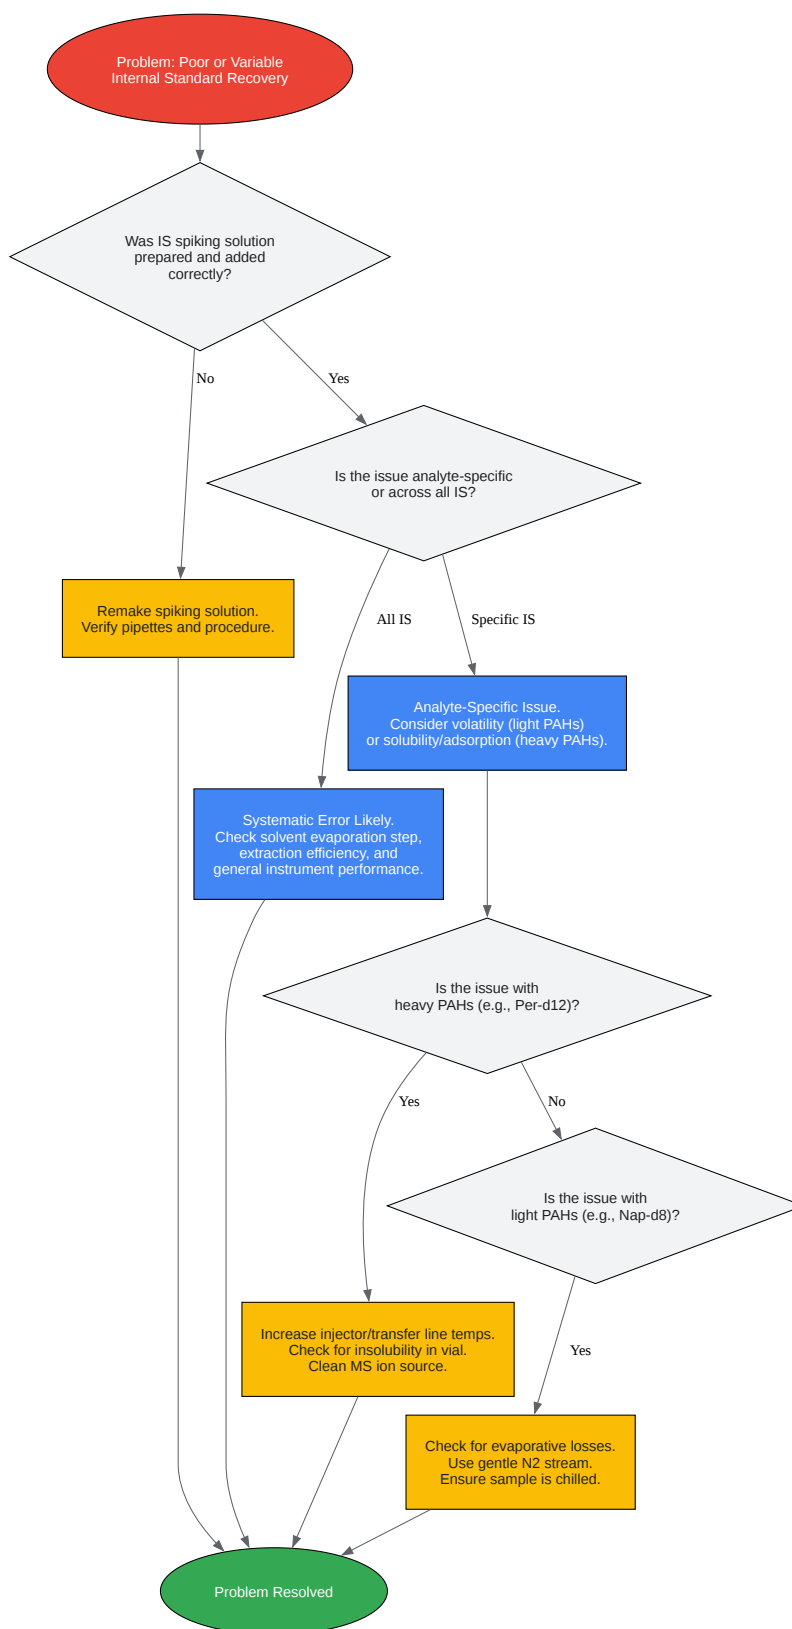 Problem: Poor or Variable
Internal Standard Recovery
Was IS spiking solution
prepared and added
correctly?
No
Yes
Is the issue analyte-specific
or across all IS?
Remake spiking solution.
Verify pipettes and procedure.
All IS
Specific IS
Analyte-Specific Issue.
Consider volatility (light PAHs)
or solubility/adsorption (heavy PAHs).
Systematic Error Likely.
Check solvent evaporation step,
extraction efficiency, and
general instrument performance.
Is the issue with
heavy PAHs (e.g., Per-d12)?
Yes
No
Is the issue with
light PAHs (e.g., Nap-d8)?
Increase injector/transfer line temps.
Check for insolubility in vial.
Clean MS ion source.
Yes
Check for evaporative losses.
Use gentle N2 stream.
Ensure sample is chilled.
Problem Resolved